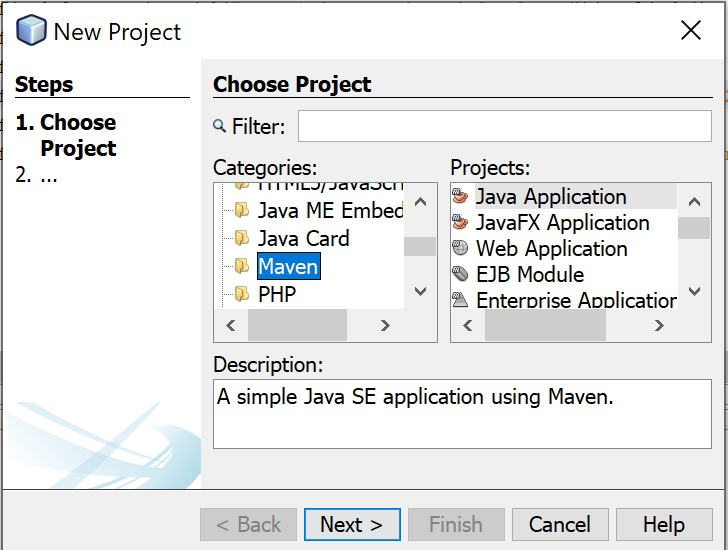 New Project
Steps
1. Choose
Project
2. ...
Choose Project
Filter:
Categories:
HTML5/JavaScri
Java ME Embed
Java Card
Maven
PHP
Projects:
Java Application
JavaFX Application
Web Application
EJB Module
Enterprise Application
Description:
A simple Java SE application using Maven.
< Back
Next >
Finish
Cancel
Help